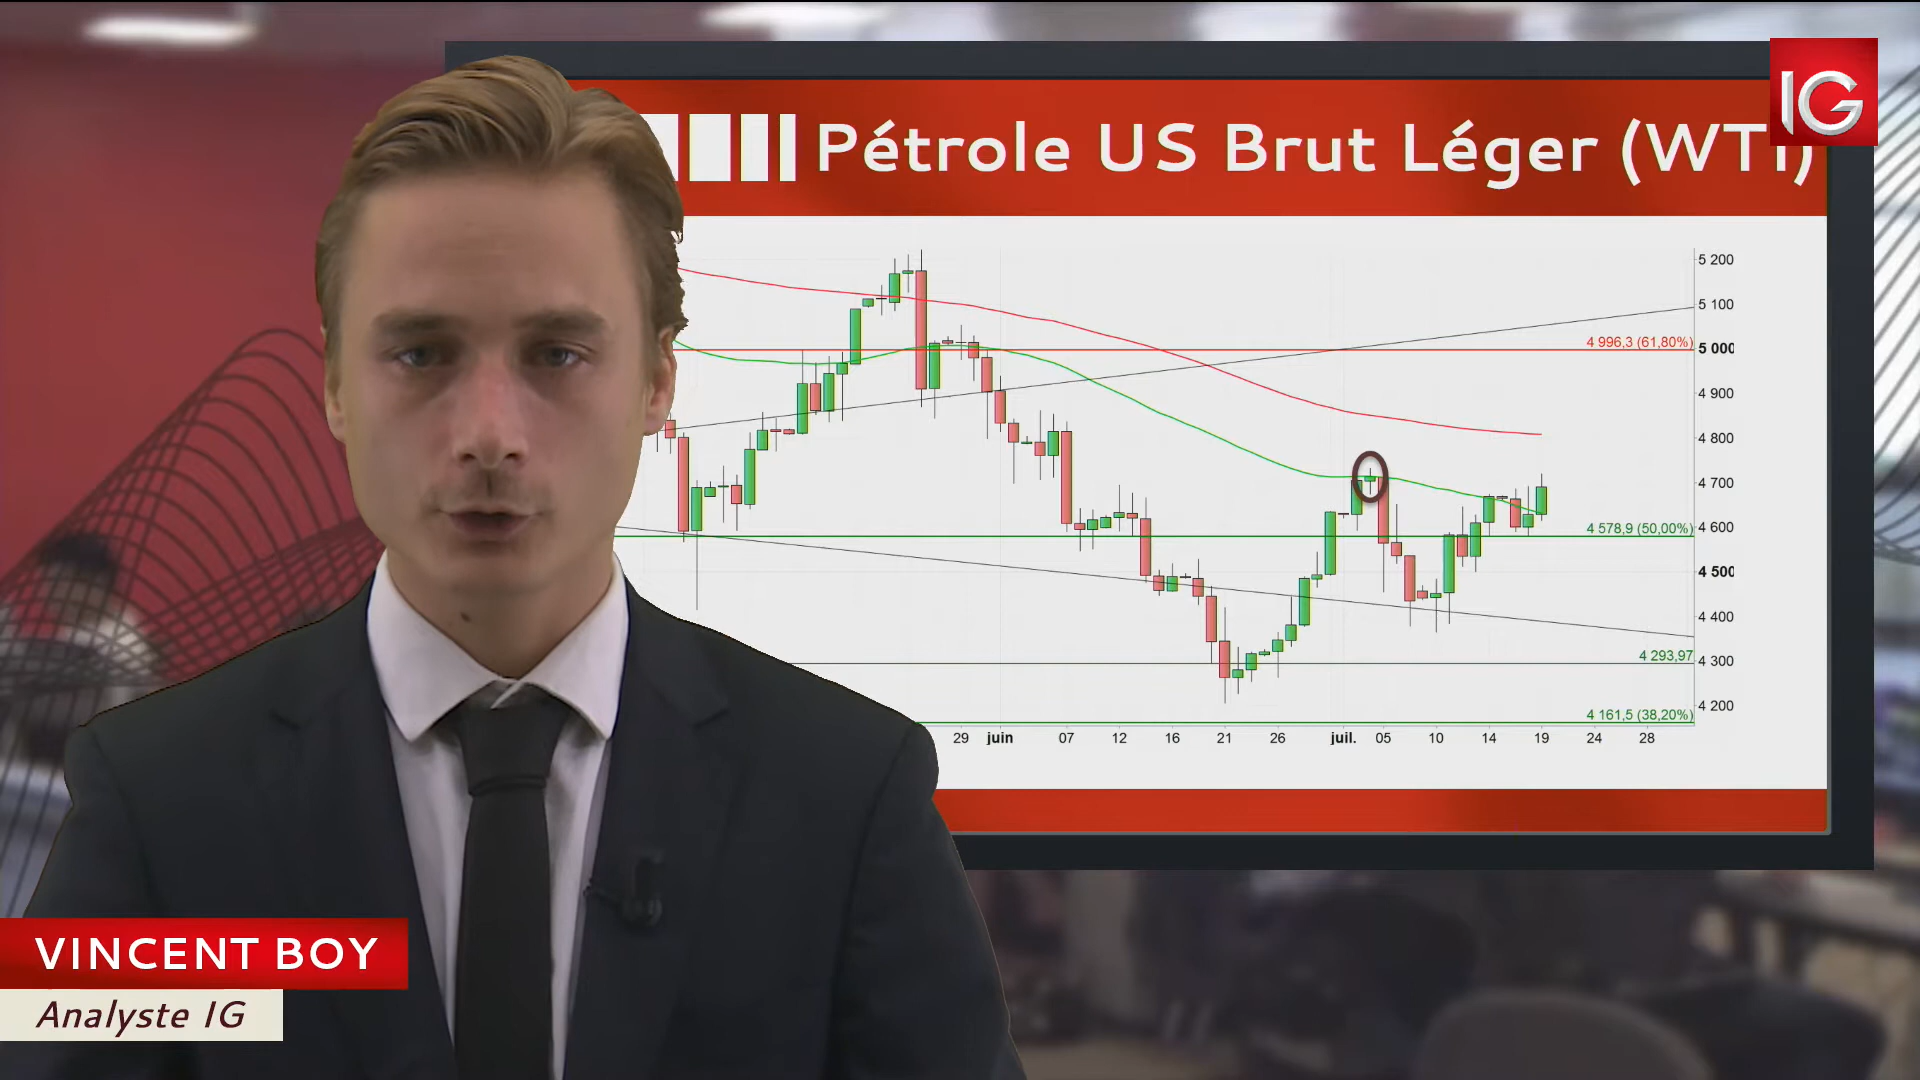 IG
Pétrole US Brut Léger (WTI)
5 200
5 100
4 996,3 (61,80%)
5 000
4 900
4 800
4 700
4 600
4 578,9 (50,00%)
4 500
4 400
4 300
4 293,97
4 200
4 161,5 (38,20%)
29 juin 07 12 16 21 26 juil. 05 10 14 19 24 28
VINCENT BOY
Analyste IG